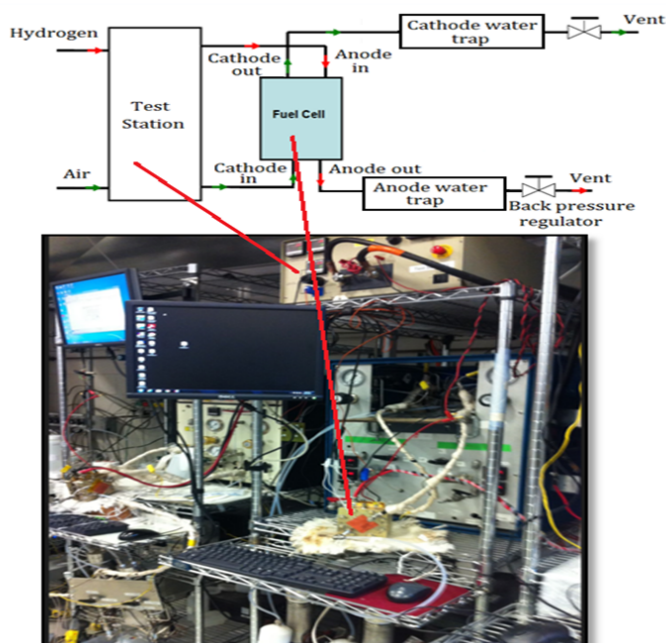 Hydrogen
Cathode water
trap
Vent
Cathode
out
Anode
in
Test
Station
Fuel Cell
Air
Cathode
in
Anode out
Anode water
trap
Vent
Back pressure
regulator
DELL